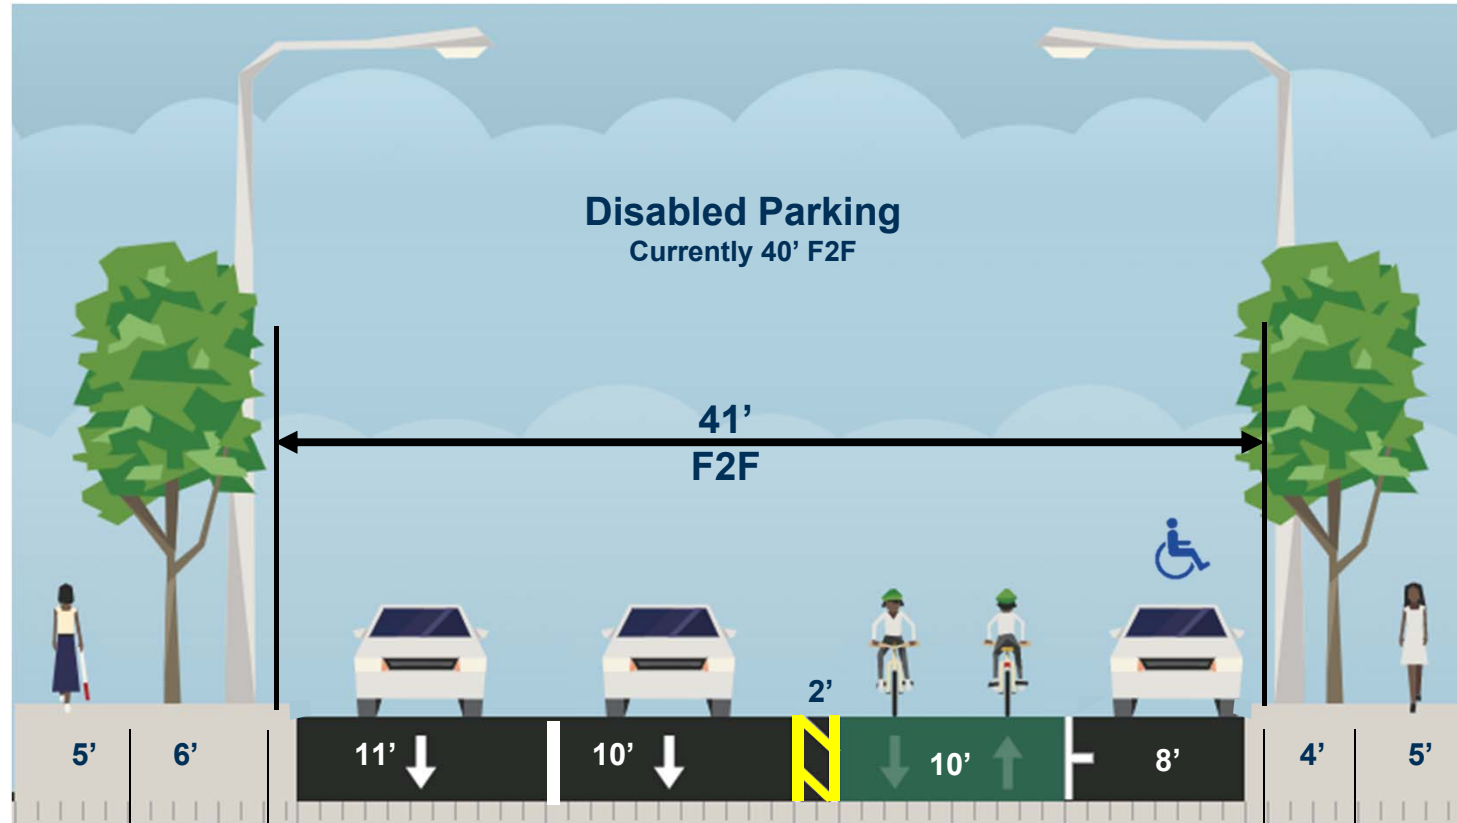 Disabled Parking
Currently 40’ F2F
41’
F2F
2’
5’ 6’ 11’ 10’ 10’ 8’ 4’ 5’